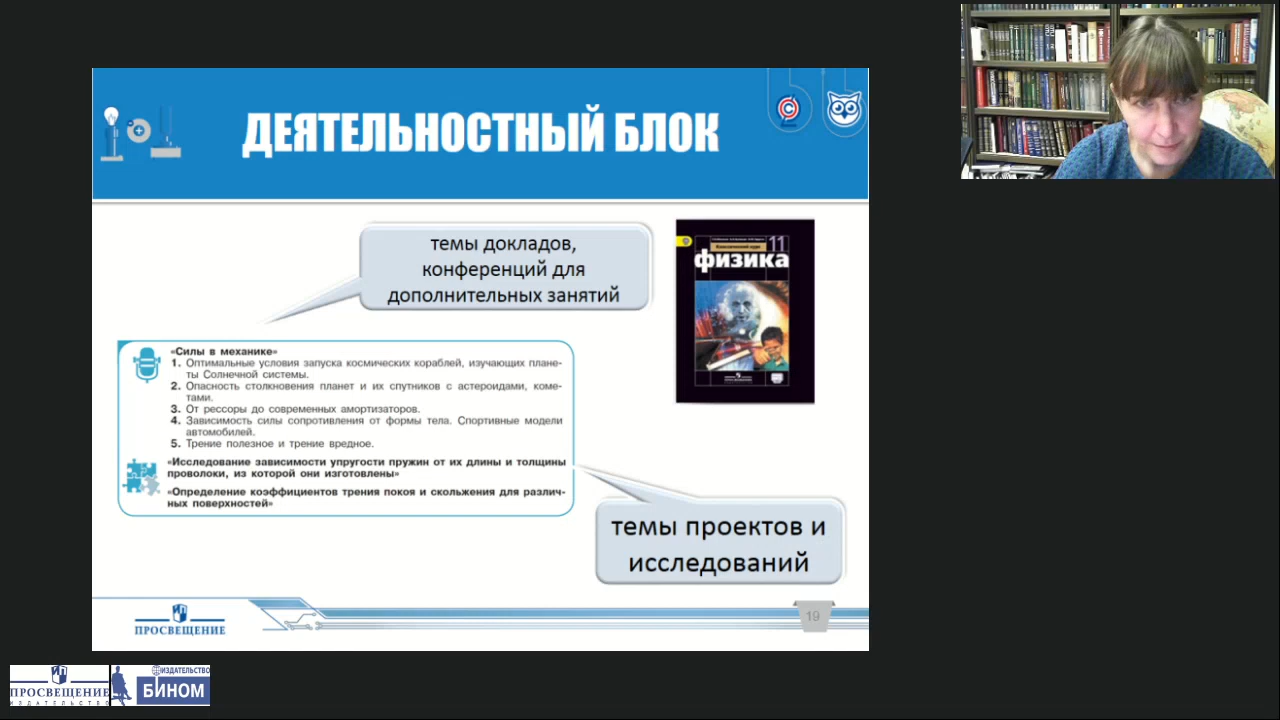 ДЕЯТЕЛЬНОСТНЫЙ БЛОК
темы докладов,
конференций для
дополнительных занятий
11
физика
«Силы в механике»
1. Оптимальные условия запуска космических кораблей, изучающих плане-
ты Солнечной системы.
2. Опасность столкновения планет и их спутников с астероидами, коме-
тами.
3. От рессоры до современных амортизаторов.
4. Зависимость силы сопротивления от формы тела. Спортивные модели
автомобилей.
5. Трение полезное и трение вредное.
«Исследование зависимости упругости пружин от их длины и толщины
проволоки, из которой они изготовлены»
«Определение коэффициентов трения покоя и скольжения для различ-
ных поверхностей»
темы проектов и
исследований
ПРОСВЕЩЕНИЕ
19
ПРОСВЕЩЕНИЕ
ИЗДАТЕЛЬСТВО
ИЗДАТЕЛЬСТВО
БИНОМ